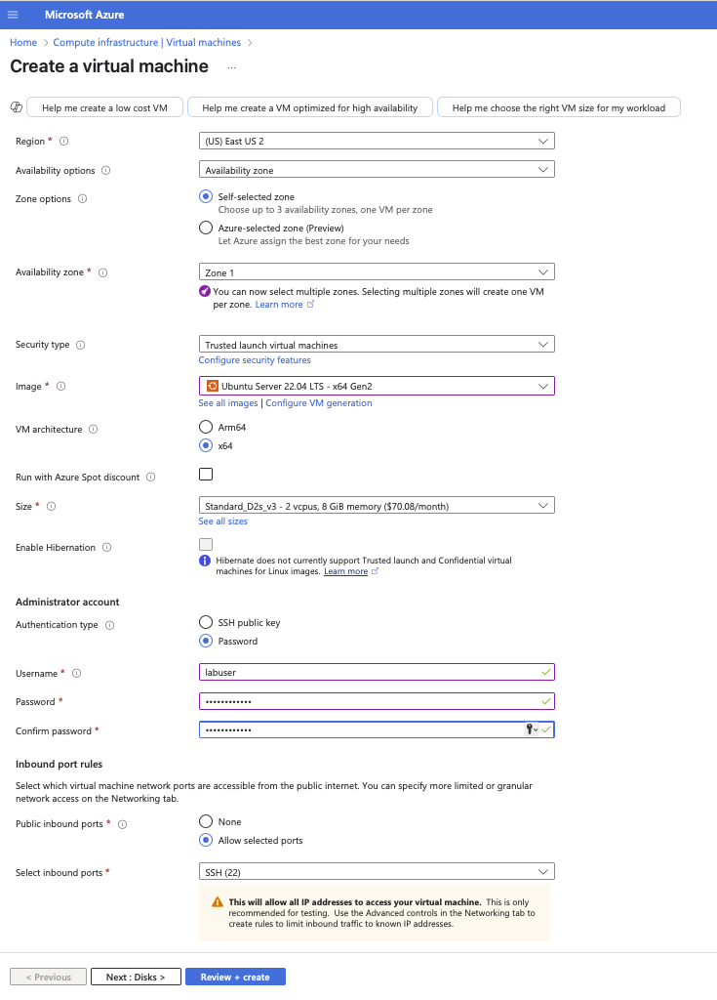 Microsoft Azure
Home > Compute infrastructure | Virtual machines >
Create a virtual machine ...
Help me create a low cost VM
Help me create a VM optimized for high availability
Help me choose the right VM size for my workload
Region *
(US) East US 2
Availability options
Availability zone
Zone options
Self-selected zone
Choose up to 3 availability zones, one VM per zone
Azure-selected zone (Preview)
Let Azure assign the best zone for your needs
Availability zone *
Zone 1
You can now select multiple zones. Selecting multiple zones will create one VM
per zone. Learn more
Security type
Trusted launch virtual machines
Configure security features
Image *
Ubuntu Server 22.04 LTS - x64 Gen2
See all images | Configure VM generation
VM architecture
Arm64
x64
Run with Azure Spot discount
Size *
Standard_D2s_v3 - 2 vcpus, 8 GiB memory ($70.08/month)
See all sizes
Enable Hibernation
Hibernate does not currently support Trusted launch and Confidential virtual
machines for Linux images. Learn more
Administrator account
Authentication type
SSH public key
Password
Username *
labuser
Password *
••••••••••••
Confirm password *
••••••••••••
Inbound port rules
Select which virtual machine network ports are accessible from the public internet. You can specify more limited or granular
network access on the Networking tab.
Public inbound ports *
None
Allow selected ports
Select inbound ports *
SSH (22)
This will allow all IP addresses to access your virtual machine. This is only
recommended for testing. Use the Advanced controls in the Networking tab to
create rules to limit inbound traffic to known IP addresses.
< Previous
Next : Disks >
Review + create